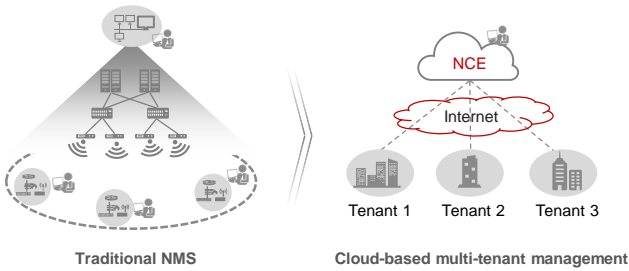 NCE
Internet
Tenant 1
Tenant 2
Tenant 3
Traditional NMS
Cloud-based multi-tenant management